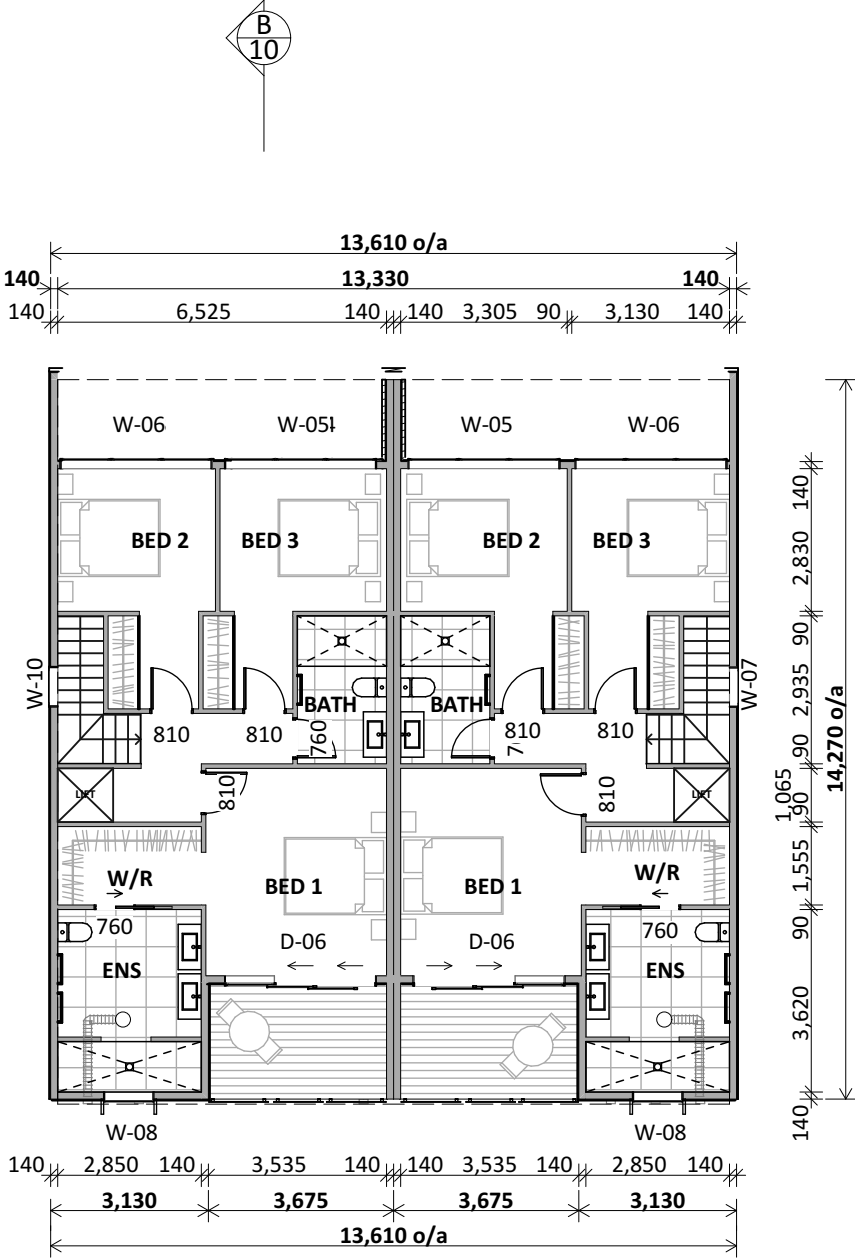 B
10
13,610 o/a
140 13,330 140
140 6,525 140 140 3,305 90 3,130 140
W-06 W-05 W-05 W-06
BED 2 BED 3 BED 2 BED 3
140
2,830
90
2,935
90
1,065
90
1,555
90
3,620
140
14,270 o/a
W-10 W-07
BATH BATH
810 810 760 810 7 810
LIFT 810 810 LIFT
W/R BED 1 BED 1 W/R
760 D-06 D-06 760
ENS ENS
W-08 W-08
140 2,850 140 3,535 140 140 3,535 140 2,850 140
3,130 3,675 3,675 3,130
13,610 o/a